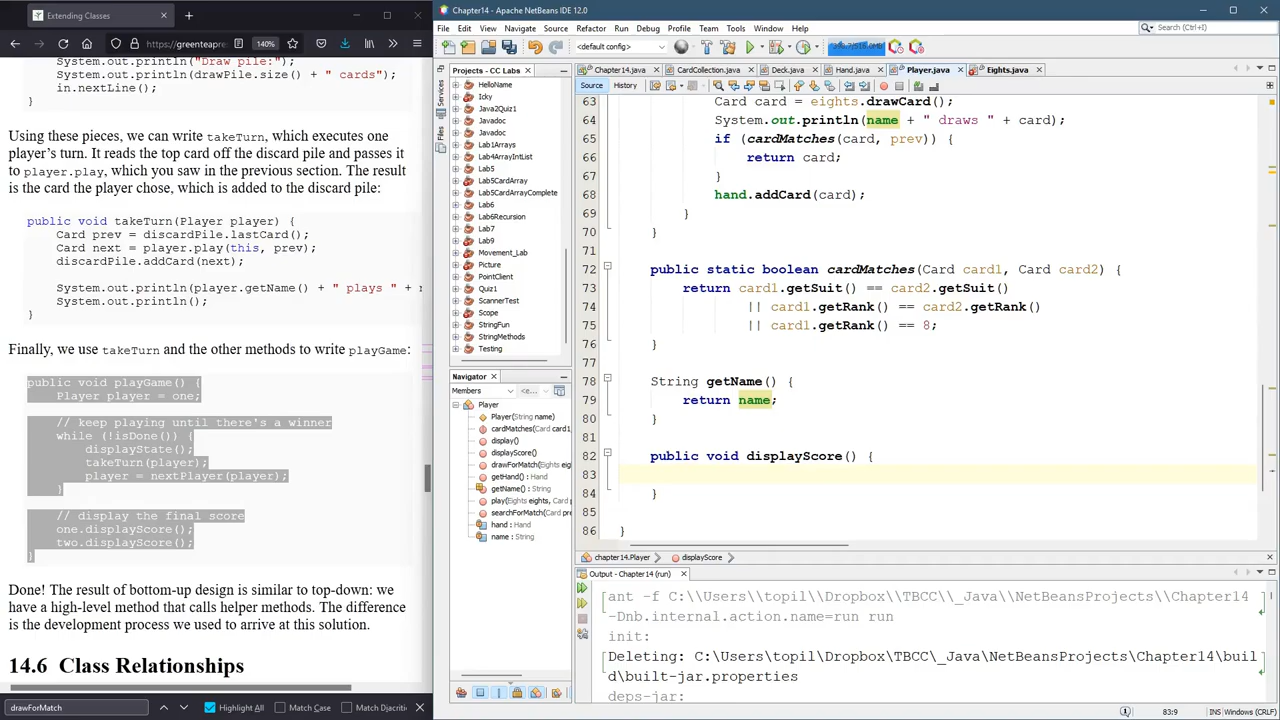 Extending Classes
https://greenteapre
140%
System.out.println("Draw pile:");
System.out.println(drawPile.size() + " cards");
in.nextLine();
}
Using these pieces, we can write takeTurn, which executes one
player's turn. It reads the top card off the discard pile and passes it
to player.play, which you saw in the previous section. The result
is the card the player chose, which is added to the discard pile:
public void takeTurn(Player player) {
Card prev = discardPile.lastCard();
Card next = player.play(this, prev);
discardPile.addCard(next);
System.out.println(player.getName() + " plays " +
System.out.println();
}
Finally, we use takeTurn and the other methods to write playGame:
public void playGame() {
Player player = one;
// keep playing until there's a winner
while (!isDone()) {
displayState();
takeTurn(player);
player = nextPlayer(player);
}
// display the final score
one.displayScore();
two.displayScore();
}
Done! The result of bottom-up design is similar to top-down: we
have a high-level method that calls helper methods. The difference
is the development process we used to arrive at this solution.
14.6 Class Relationships
drawForMatch
Highlight All
Match Case
Match Diacritic
Chapter14 - Apache NetBeans IDE 12.0
File Edit View Navigate Source Refactor Run Debug Profile Team Tools Window Help
Search (Ctrl+I)
<default config>
Projects - CC Labs
Services
Files
HelloName
Icky
Java2Quiz1
Javadoc
Javadoc
Lab1Arrays
Lab4ArrayIntList
Lab5
Lab5CardArray
Lab5CardArrayComplete
Lab6
Lab6Recursion
Lab7
Lab9
Movement_Lab
Picture
PointClient
Quiz1
ScannerTest
Scope
StringFun
StringMethods
Testing
Navigator
Members
<e...
Player
Player(String name)
cardMatches(Card card1
display()
displayScore()
drawForMatch(Eights eig
getHand() : Hand
getName() : String
play(Eights eights, Card p
searchForMatch(Card pre
hand : Hand
name : String
Chapter14.java CardCollection.java Deck.java Hand.java Player.java Eights.java
Source History
63 Card card = eights.drawCard();
64 System.out.println(name + " draws " + card);
65 if (cardMatches(card, prev)) {
66 return card;
67 }
68 hand.addCard(card);
69 }
70 }
71
72 public static boolean cardMatches(Card card1, Card card2) {
73 return card1.getSuit() == card2.getSuit()
74 || card1.getRank() == card2.getRank()
75 || card1.getRank() == 8;
76 }
77
78 String getName() {
79 return name;
80 }
81
82 public void displayScore() {
83
84 }
85
86 }
chapter14.Player
displayScore
Output - Chapter14 (run)
ant -f C:\\Users\\topil\\Dropbox\\TBCC\\_Java\\NetBeansProjects\\Chapter14
-Dnb.internal.action.name=run run
init:
Deleting: C:\Users\topil\Dropbox\TBCC\_Java\NetBeansProjects\Chapter14\buil
d\built-jar.properties
deps-jar:
83:9
INS
Windows (CRLF)